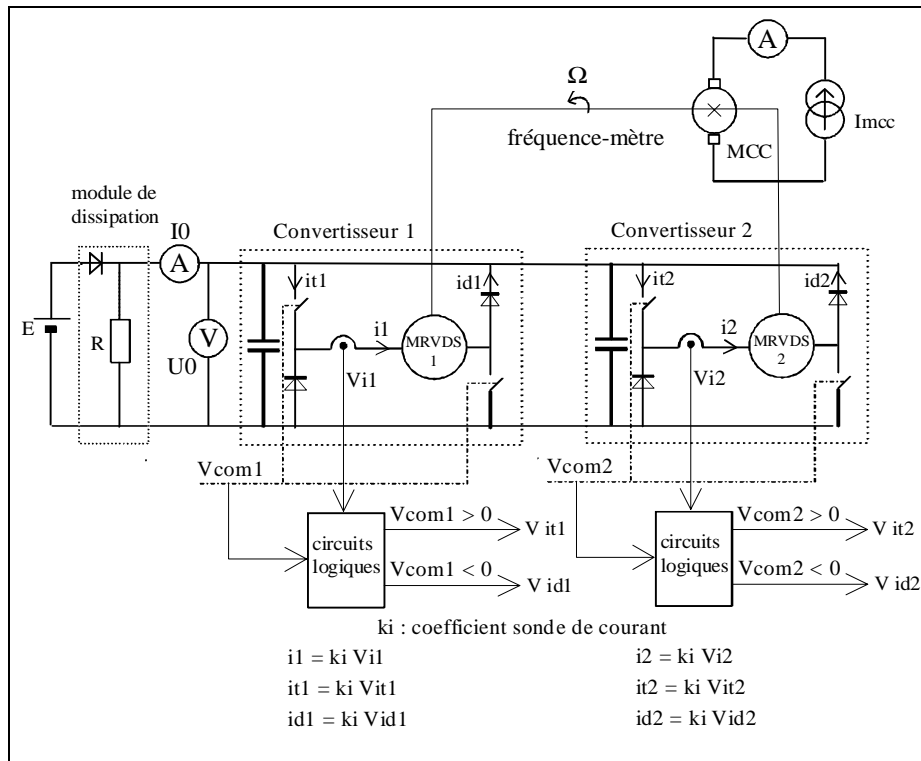 A
Ω
Imcc
fréquence-mètre
MCC
module de
dissipation
I0
A
Convertisseur 1
Convertisseur 2
it1
id1
it2
id2
E
R
V
U0
i1
MRVDS
1
Vi1
i2
MRVDS
2
Vi2
Vcom1
Vcom2
circuits
logiques
Vcom1 > 0
V it1
Vcom1 < 0
V id1
circuits
logiques
Vcom2 > 0
V it2
Vcom2 < 0
V id2
ki : coefficient sonde de courant
i1 = ki Vi1
i2 = ki Vi2
it1 = ki Vit1
it2 = ki Vit2
id1 = ki Vid1
id2 = ki Vid2